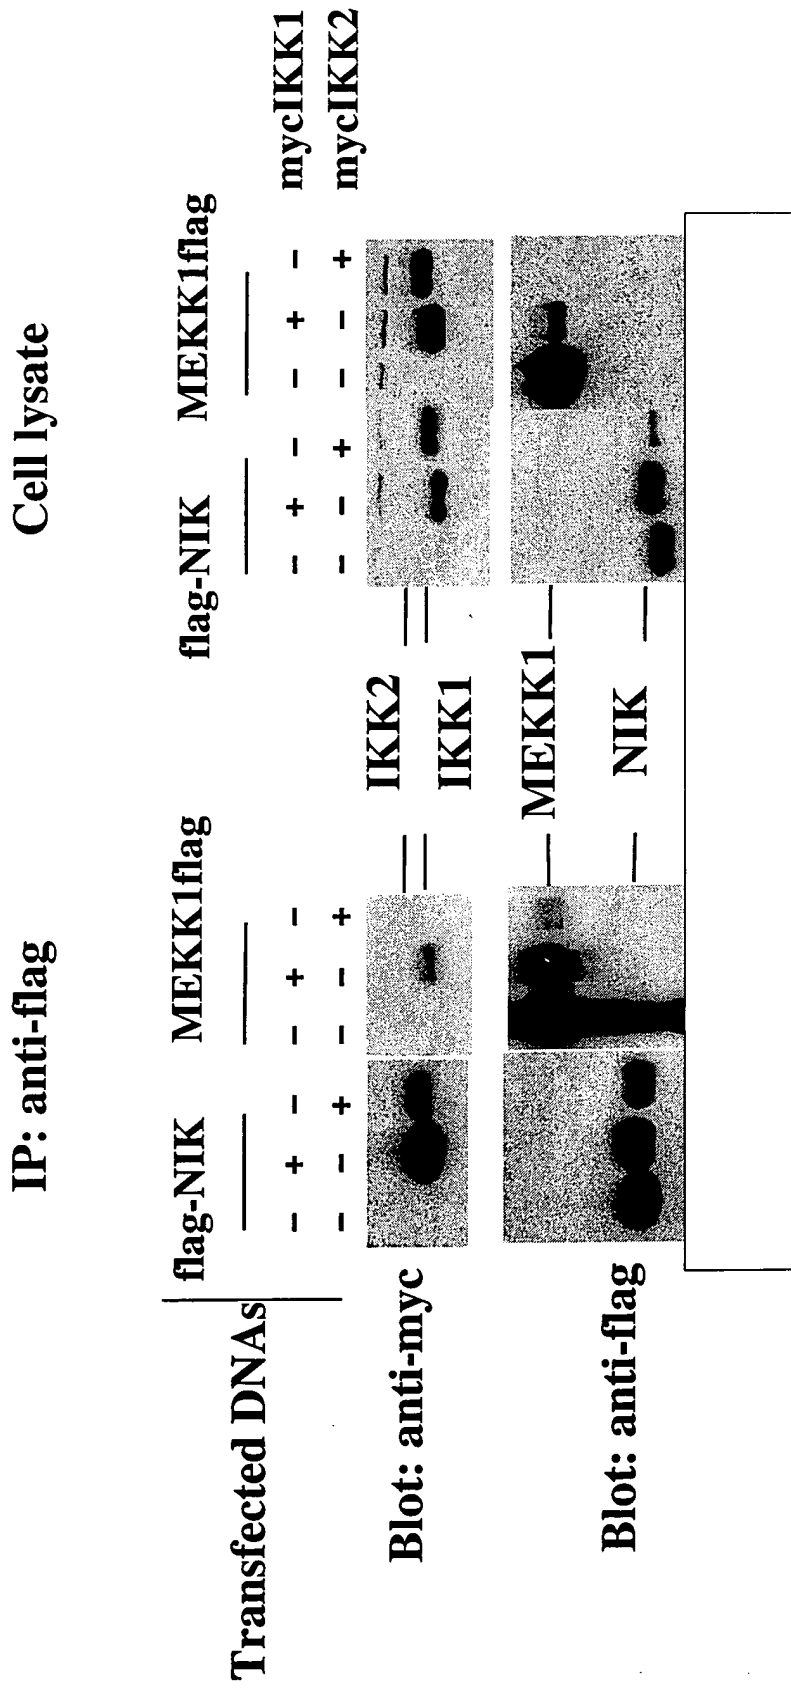 IP: anti-flag Cell lysate
flag-NIK MEKK1flag flag-NIK MEKK1flag
Transfected DNAs
− + − − + − − + − − + − mycIKK1
− − + − − + − − + − − + mycIKK2
IKK2
Blot: anti-myc
IKK1
MEKK1
Blot: anti-flag NIK